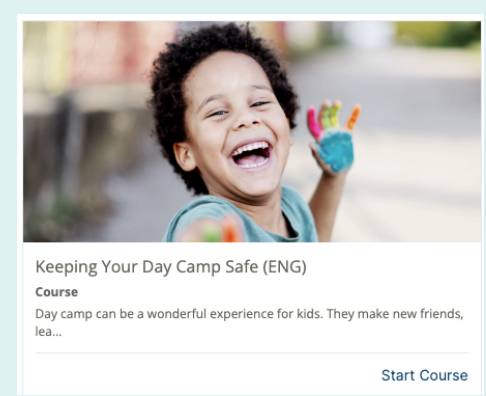 Keeping Your Day Camp Safe (ENG)
Course
Day camp can be a wonderful experience for kids. They make new friends,
lea...
Start Course